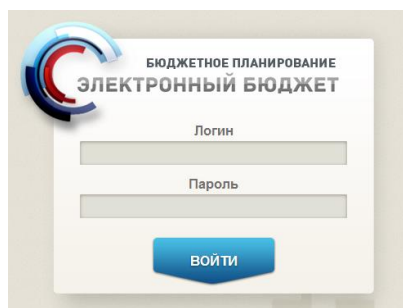 БЮДЖЕТНОЕ ПЛАНИРОВАНИЕ
ЭЛЕКТРОННЫЙ БЮДЖЕТ
Логин
Пароль
ВОЙТИ